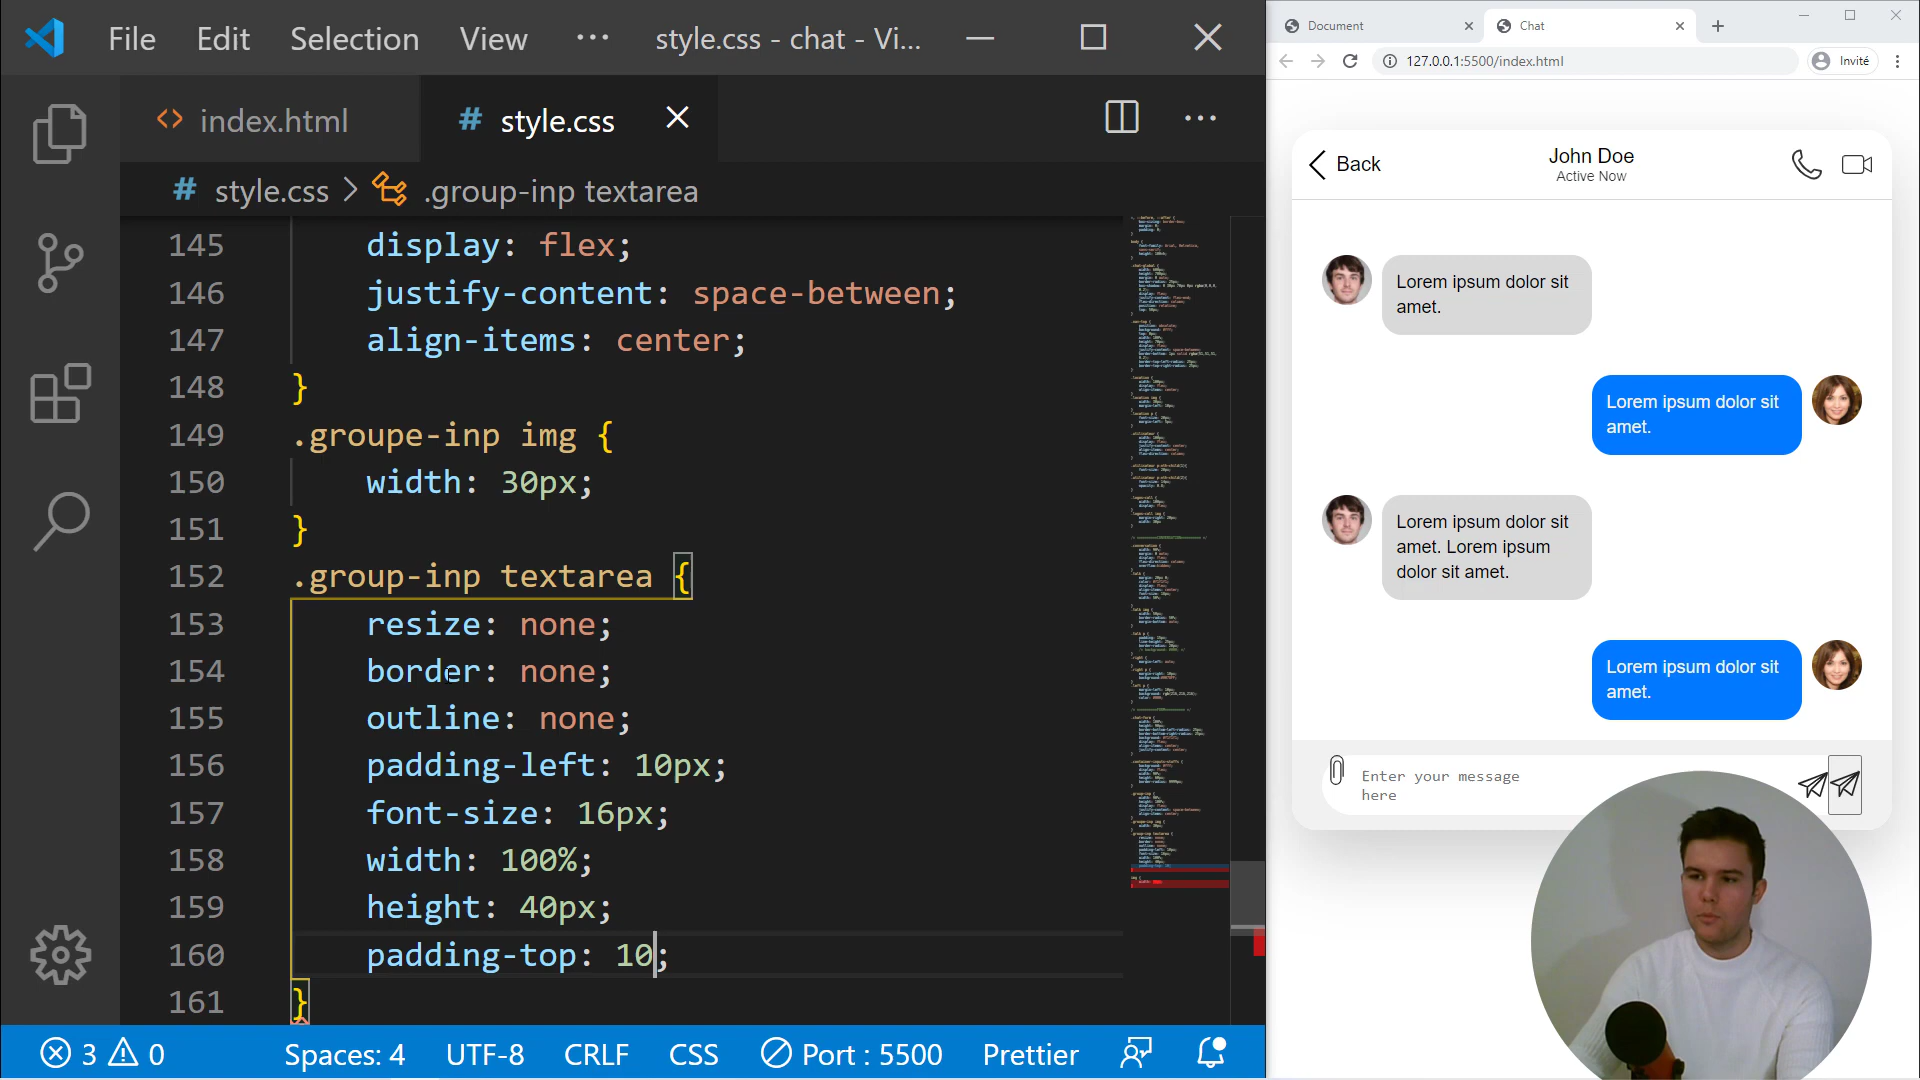 File Edit Selection View ··· style.css - chat - Vi...
index.html
# style.css
# style.css > .group-inp textarea
145 display: flex;
146 justify-content: space-between;
147 align-items: center;
148 }
149 .groupe-inp img {
150 width: 30px;
151 }
152 .group-inp textarea {
153 resize: none;
154 border: none;
155 outline: none;
156 padding-left: 10px;
157 font-size: 16px;
158 width: 100%;
159 height: 40px;
160 padding-top: 10;
161 }
3 0 Spaces: 4 UTF-8 CRLF CSS Port : 5500 Prettier
Document
Chat
127.0.0.1:5500/index.html
Invité
Back
John Doe
Active Now
Lorem ipsum dolor sit
amet.
Lorem ipsum dolor sit
amet.
Lorem ipsum dolor sit
amet. Lorem ipsum
dolor sit amet.
Lorem ipsum dolor sit
amet.
Enter your message
here